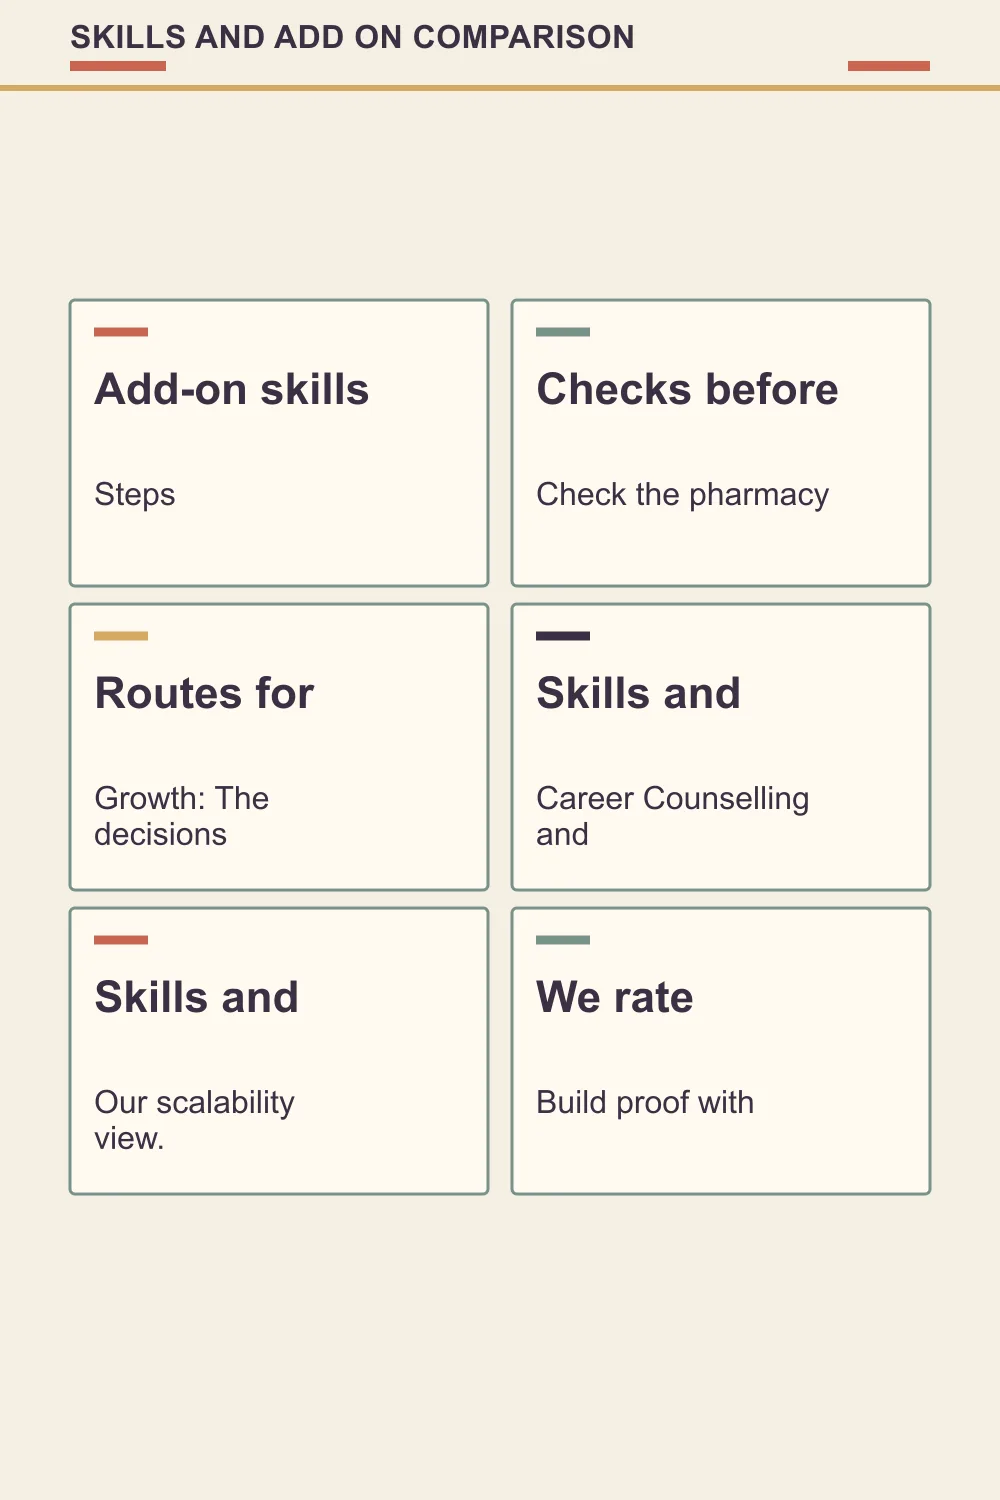 SKILLS AND ADD ON COMPARISON
Add-on skills
Steps
Checks before
Check the pharmacy
Routes for
Growth: The
decisions
Skills and
Career Counselling
and
Skills and
Our scalability
view.
We rate
Build proof with